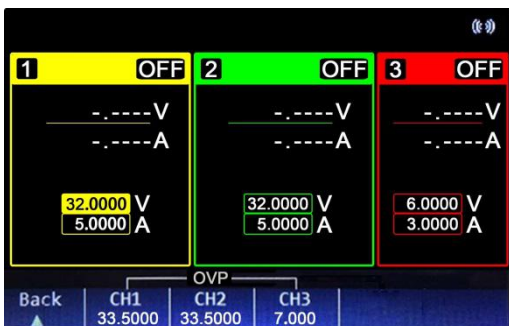 1 OFF 2 OFF 3 OFF
-.----V -.----V -.----V
-.----A -.----A -.----A
32.0000 V 32.0000 V 6.0000 V
5.0000 A 5.0000 A 3.0000 A
OVP
Back CH1 CH2 CH3
33.5000 33.5000 7.000